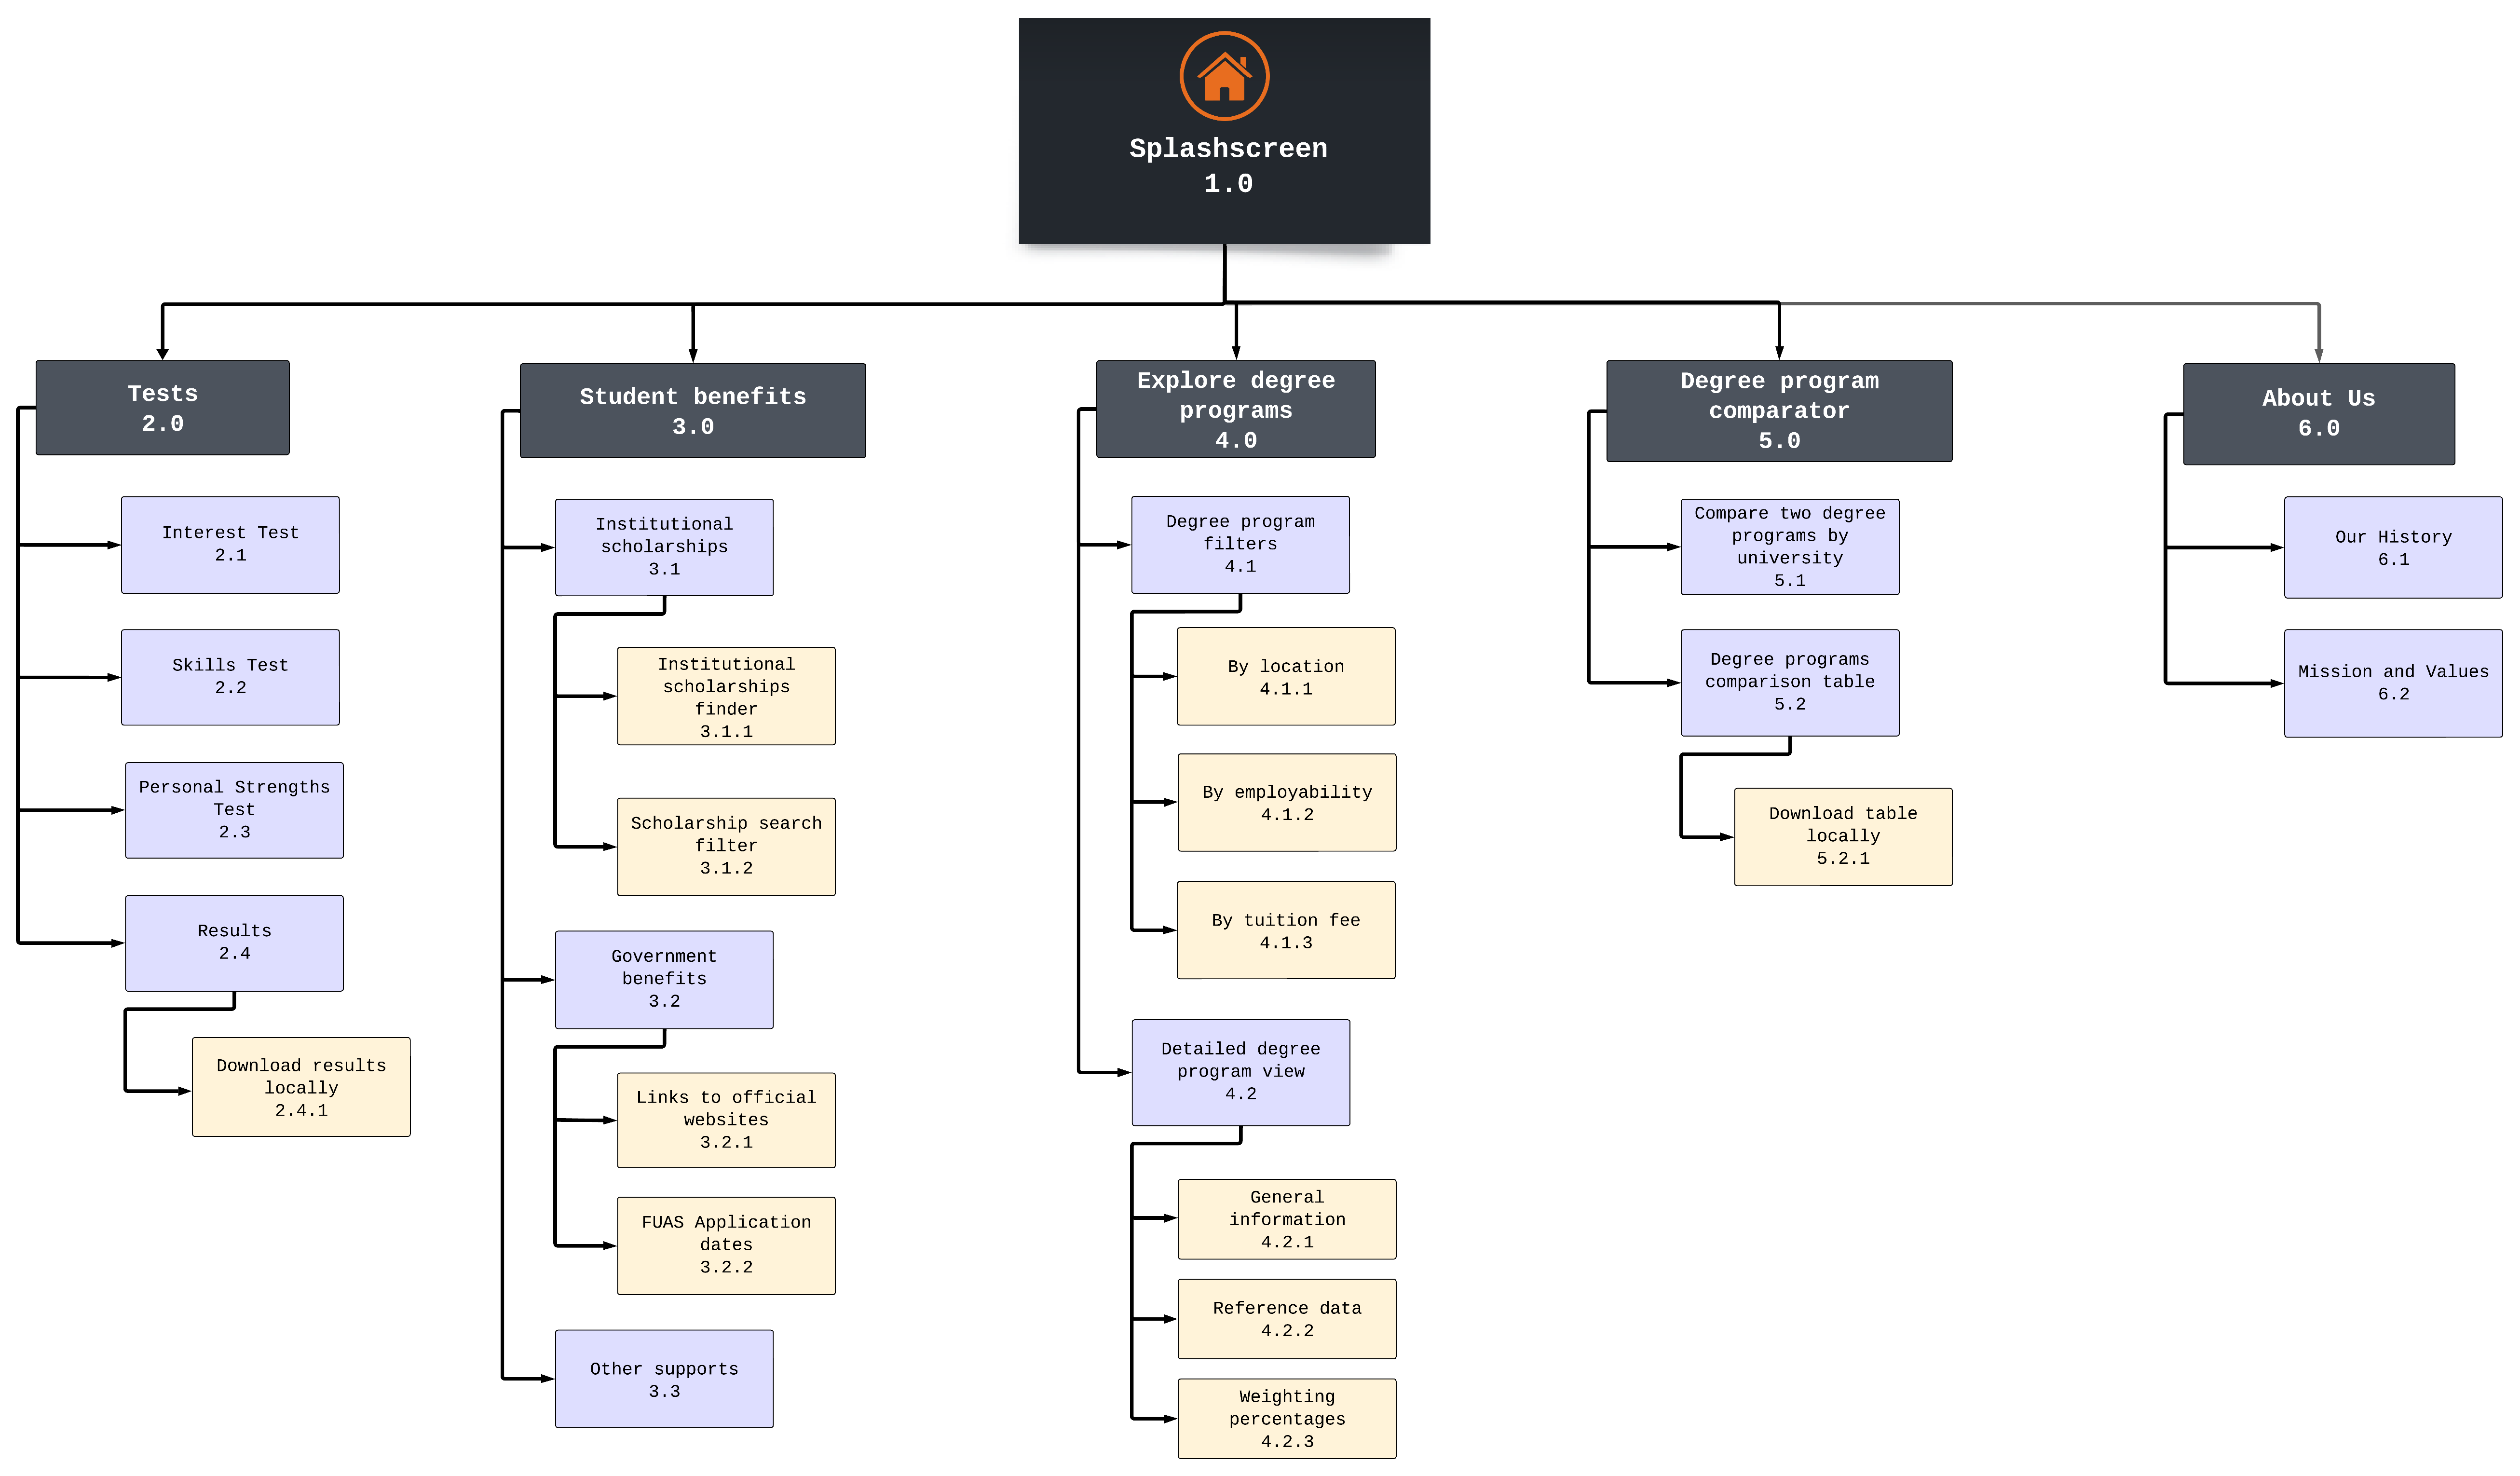 Splashscreen
1.0
Tests
2.0
Interest Test
2.1
Skills Test
2.2
Personal Strengths
Test
2.3
Results
2.4
Download results
locally
2.4.1
Student benefits
3.0
Institutional
scholarships
3.1
Institutional
scholarships
finder
3.1.1
Scholarship search
filter
3.1.2
Government
benefits
3.2
Links to official
websites
3.2.1
FUAS Application
dates
3.2.2
Other supports
3.3
Explore degree
programs
4.0
Degree program
filters
4.1
By location
4.1.1
By employability
4.1.2
By tuition fee
4.1.3
Detailed degree
program view
4.2
General
information
4.2.1
Reference data
4.2.2
Weighting
percentages
4.2.3
Degree program
comparator
5.0
Compare two degree
programs by
university
5.1
Degree programs
comparison table
5.2
Download table
locally
5.2.1
About Us
6.0
Our History
6.1
Mission and Values
6.2